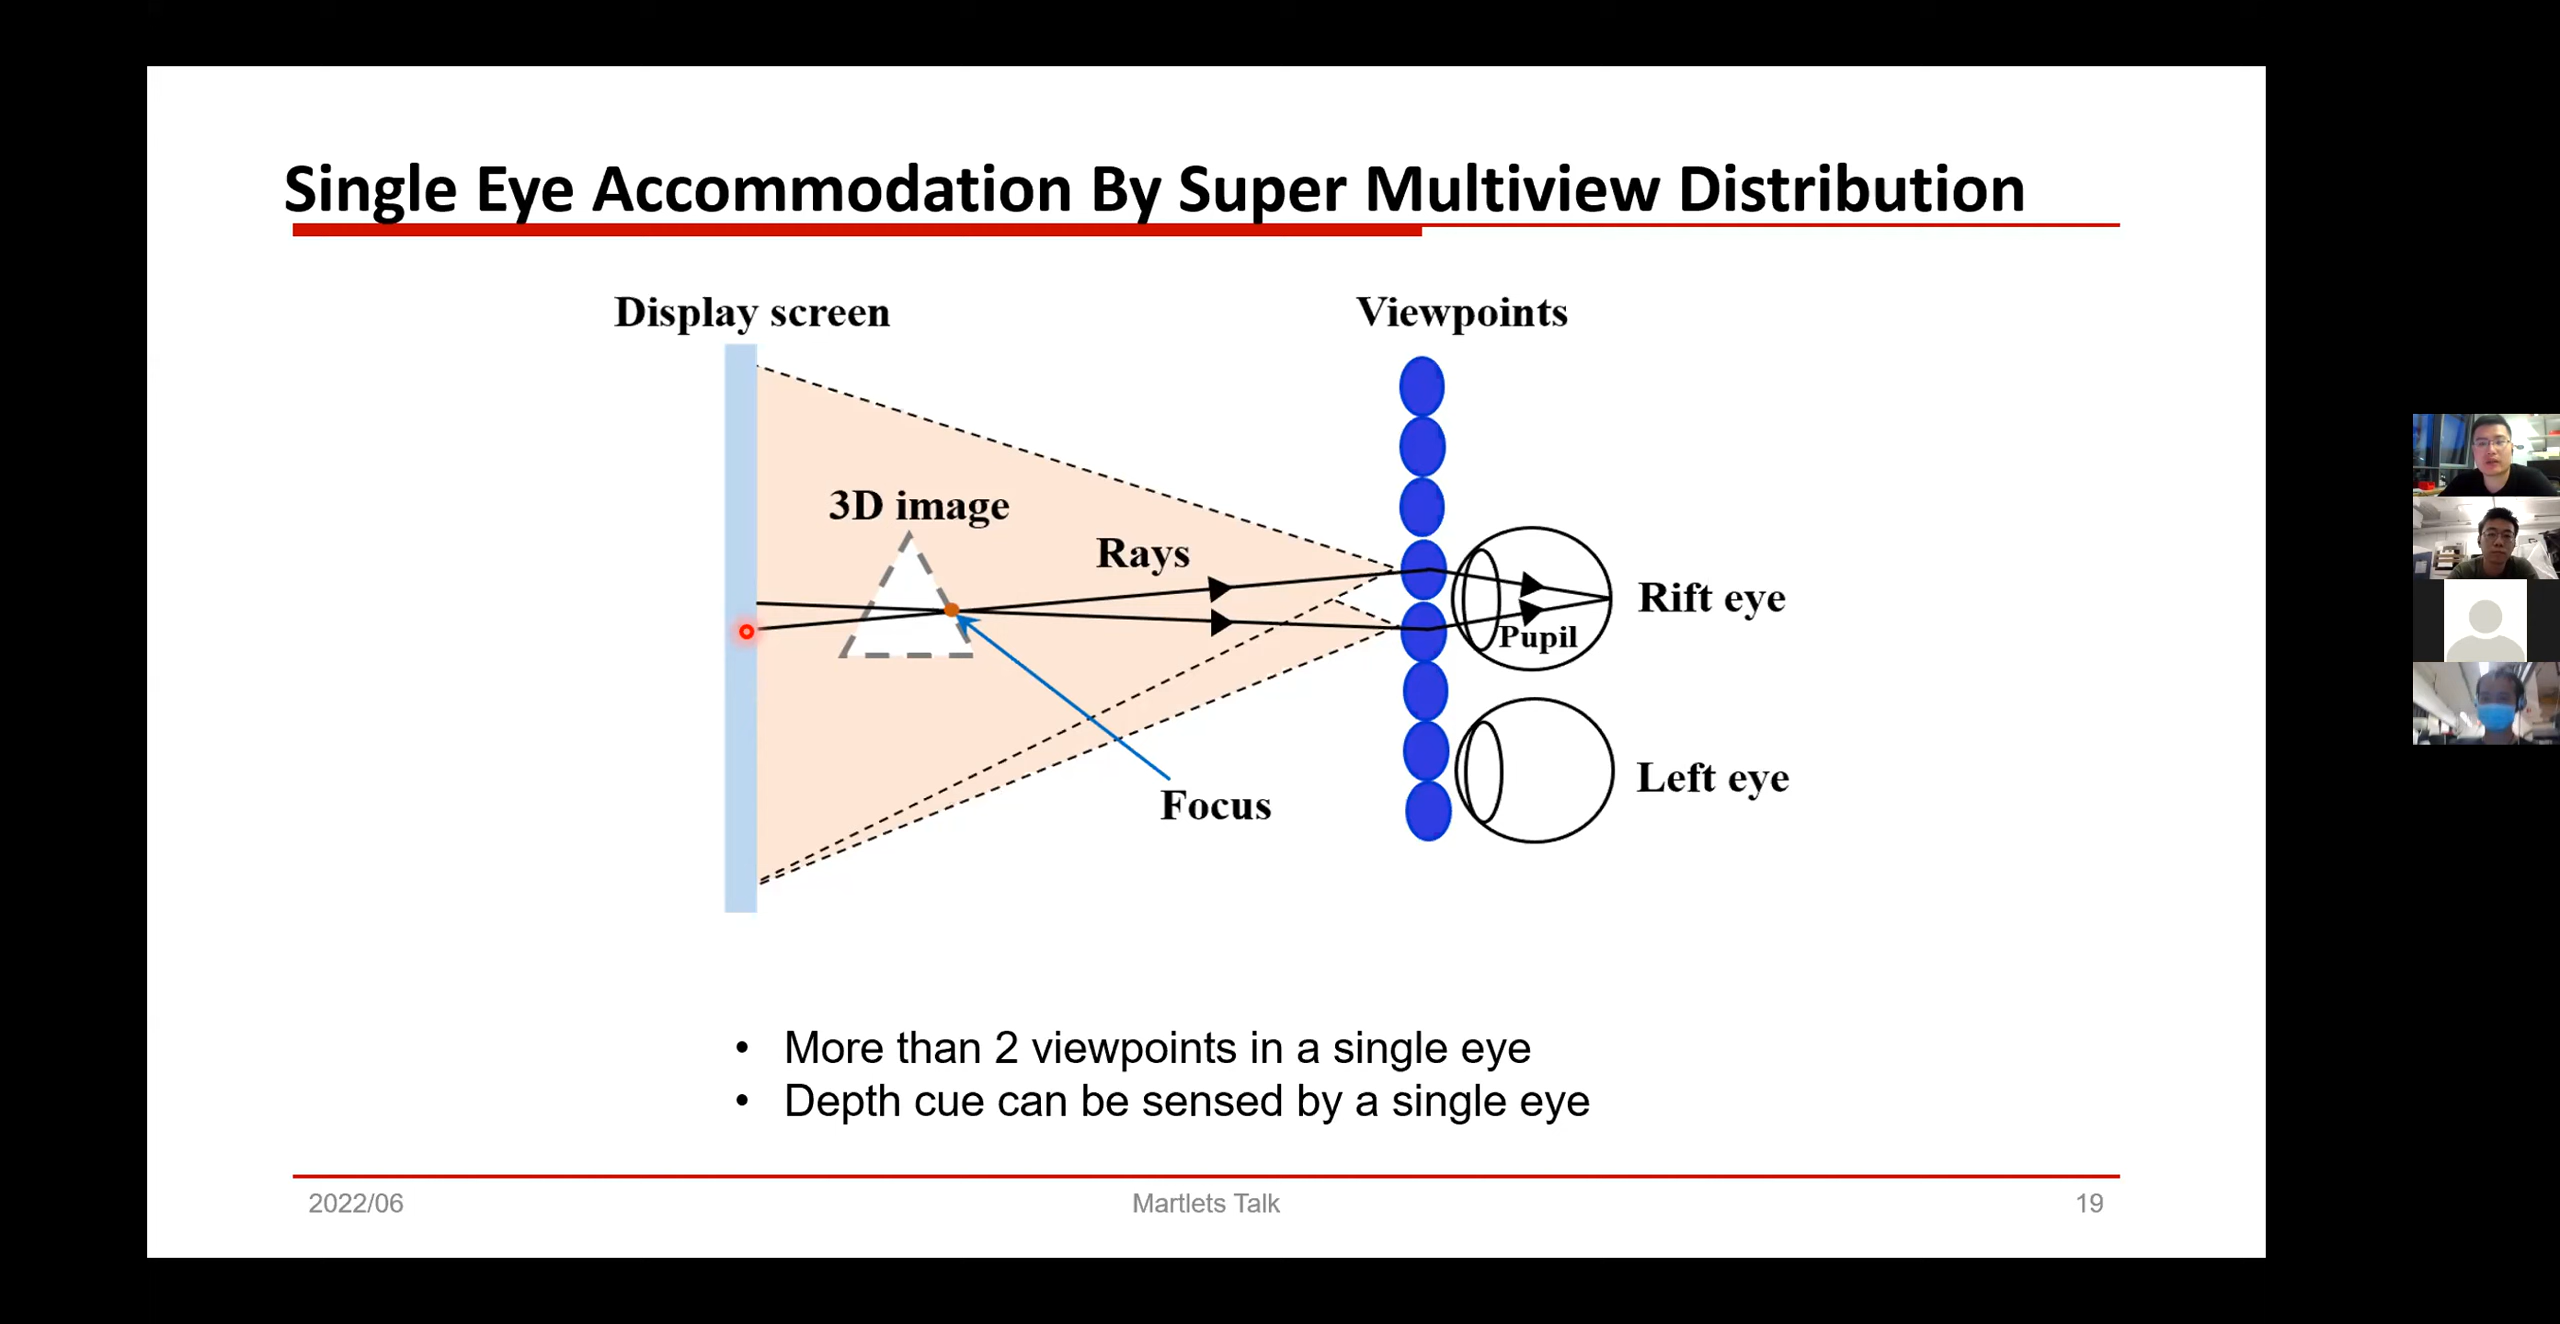 Single Eye Accommodation By Super Multiview Distribution
Display screen
Viewpoints
3D image
Rays
Rift eye
Pupil
Left eye
Focus
• More than 2 viewpoints in a single eye
• Depth cue can be sensed by a single eye
2022/06
Martlets Talk
19